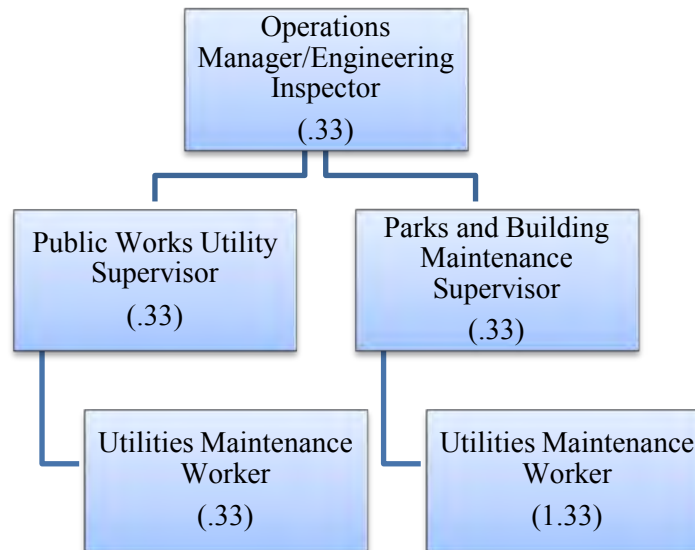 Operations
Manager/Engineering
Inspector
(.33)
Public Works Utility
Supervisor
(.33)
Parks and Building
Maintenance
Supervisor
(.33)
Utilities Maintenance
Worker
(.33)
Utilities Maintenance
Worker
(1.33)